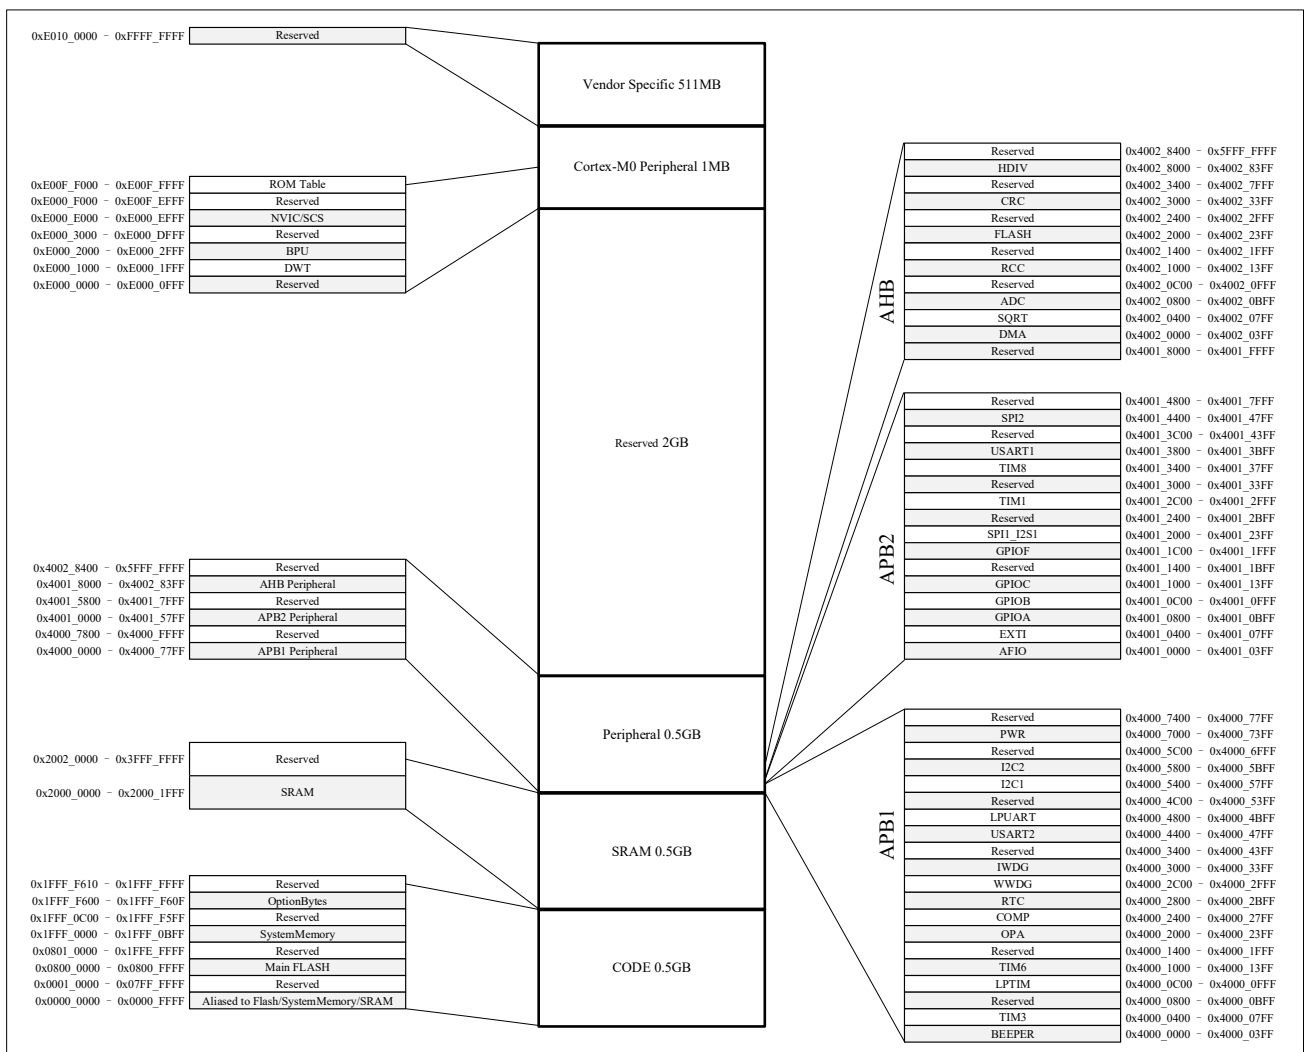 0xE010_0000 - 0xFFFF_FFFF Reserved
Vendor Specific 511MB
Cortex-M0 Peripheral 1MB
0xE00F_F000 - 0xE00F_FFFF ROM Table
0xE000_F000 - 0xE00F_EFFF Reserved
0xE000_E000 - 0xE000_EFFF NVIC/SCS
0xE000_3000 - 0xE000_DFFF Reserved
0xE000_2000 - 0xE000_2FFF BPU
0xE000_1000 - 0xE000_1FFF DWT
0xE000_0000 - 0xE000_0FFF Reserved
Reserved 2GB
0x4002_8400 - 0x5FFF_FFFF Reserved
0x4001_8000 - 0x4002_83FF AHB Peripheral
0x4001_5800 - 0x4001_7FFF Reserved
0x4001_0000 - 0x4001_57FF APB2 Peripheral
0x4000_7800 - 0x4000_FFFF Reserved
0x4000_0000 - 0x4000_77FF APB1 Peripheral
Peripheral 0.5GB
0x2002_0000 - 0x3FFF_FFFF Reserved
0x2000_0000 - 0x2000_1FFF SRAM
SRAM 0.5GB
0x1FFF_F610 - 0x1FFF_FFFF Reserved
0x1FFF_F600 - 0x1FFF_F60F OptionBytes
0x1FFF_0C00 - 0x1FFF_F5FF Reserved
0x1FFF_0000 - 0x1FFF_0BFF SystemMemory
0x0801_0000 - 0x1FFE_FFFF Reserved
0x0800_0000 - 0x0800_FFFF Main FLASH
0x0001_0000 - 0x07FF_FFFF Reserved
0x0000_0000 - 0x0000_FFFF Aliased to Flash/SystemMemory/SRAM
CODE 0.5GB
AHB
Reserved 0x4002_8400 - 0x5FFF_FFFF
HDIV 0x4002_8000 - 0x4002_83FF
Reserved 0x4002_3400 - 0x4002_7FFF
CRC 0x4002_3000 - 0x4002_33FF
Reserved 0x4002_2400 - 0x4002_2FFF
FLASH 0x4002_2000 - 0x4002_23FF
Reserved 0x4002_1400 - 0x4002_1FFF
RCC 0x4002_1000 - 0x4002_13FF
Reserved 0x4002_0C00 - 0x4002_0FFF
ADC 0x4002_0800 - 0x4002_0BFF
SQRT 0x4002_0400 - 0x4002_07FF
DMA 0x4002_0000 - 0x4002_03FF
Reserved 0x4001_8000 - 0x4001_FFFF
APB2
Reserved 0x4001_4800 - 0x4001_7FFF
SPI2 0x4001_4400 - 0x4001_47FF
Reserved 0x4001_3C00 - 0x4001_43FF
USART1 0x4001_3800 - 0x4001_3BFF
TIM8 0x4001_3400 - 0x4001_37FF
Reserved 0x4001_3000 - 0x4001_33FF
TIM1 0x4001_2C00 - 0x4001_2FFF
Reserved 0x4001_2400 - 0x4001_2BFF
SPI1_I2S1 0x4001_2000 - 0x4001_23FF
GPIOF 0x4001_1C00 - 0x4001_1FFF
Reserved 0x4001_1400 - 0x4001_1BFF
GPIOC 0x4001_1000 - 0x4001_13FF
GPIOB 0x4001_0C00 - 0x4001_0FFF
GPIOA 0x4001_0800 - 0x4001_0BFF
EXTI 0x4001_0400 - 0x4001_07FF
AFIO 0x4001_0000 - 0x4001_03FF
APB1
Reserved 0x4000_7400 - 0x4000_77FF
PWR 0x4000_7000 - 0x4000_73FF
Reserved 0x4000_5C00 - 0x4000_6FFF
I2C2 0x4000_5800 - 0x4000_5BFF
I2C1 0x4000_5400 - 0x4000_57FF
Reserved 0x4000_4C00 - 0x4000_53FF
LPUART 0x4000_4800 - 0x4000_4BFF
USART2 0x4000_4400 - 0x4000_47FF
Reserved 0x4000_3400 - 0x4000_43FF
IWDG 0x4000_3000 - 0x4000_33FF
WWDG 0x4000_2C00 - 0x4000_2FFF
RTC 0x4000_2800 - 0x4000_2BFF
COMP 0x4000_2400 - 0x4000_27FF
OPA 0x4000_2000 - 0x4000_23FF
Reserved 0x4000_1400 - 0x4000_1FFF
TIM6 0x4000_1000 - 0x4000_13FF
LPTIM 0x4000_0C00 - 0x4000_0FFF
Reserved 0x4000_0800 - 0x4000_0BFF
TIM3 0x4000_0400 - 0x4000_07FF
BEEPER 0x4000_0000 - 0x4000_03FF